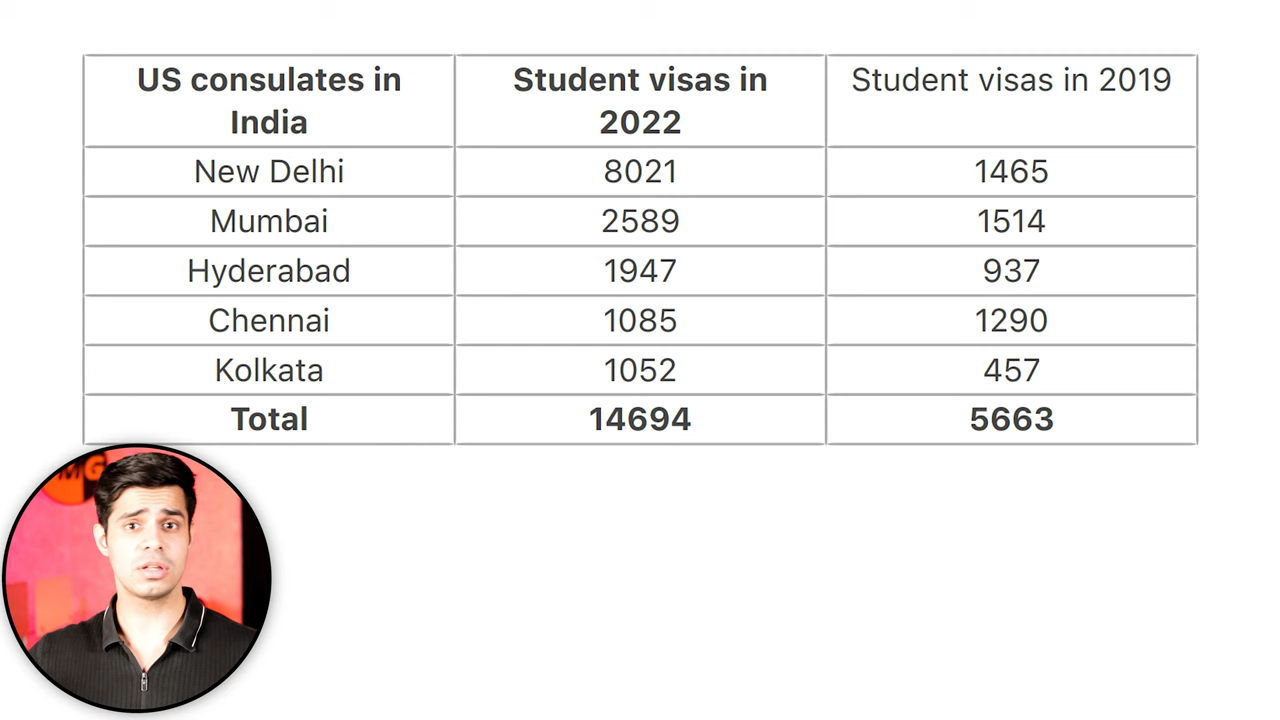 US consulates in
India
Student visas in
2022
Student visas in 2019
New Delhi 8021 1465
Mumbai 2589 1514
Hyderabad 1947 937
Chennai 1085 1290
Kolkata 1052 457
Total 14694 5663